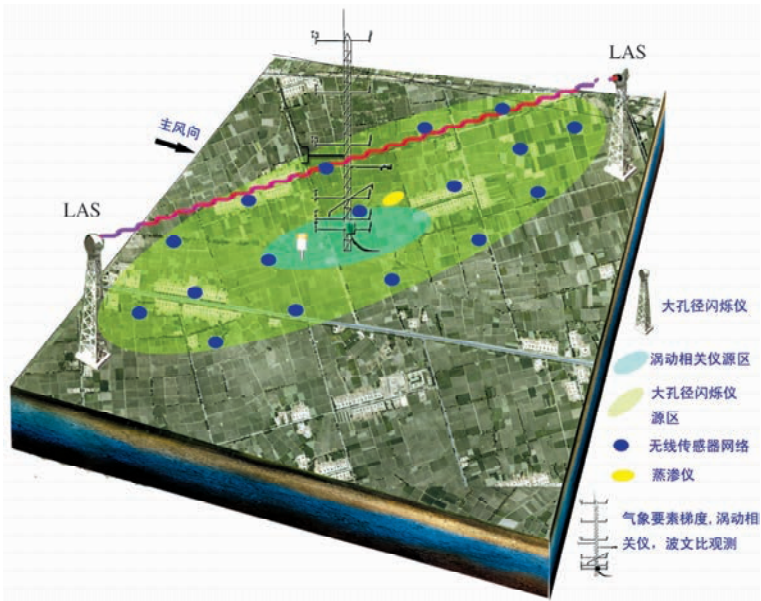 LAS
主风向
LAS
大孔径闪烁仪
涡动相关仪源区
大孔径闪烁仪
源区
无线传感器网络
蒸渗仪
气象要素梯度,涡动相
关仪，波文比观测